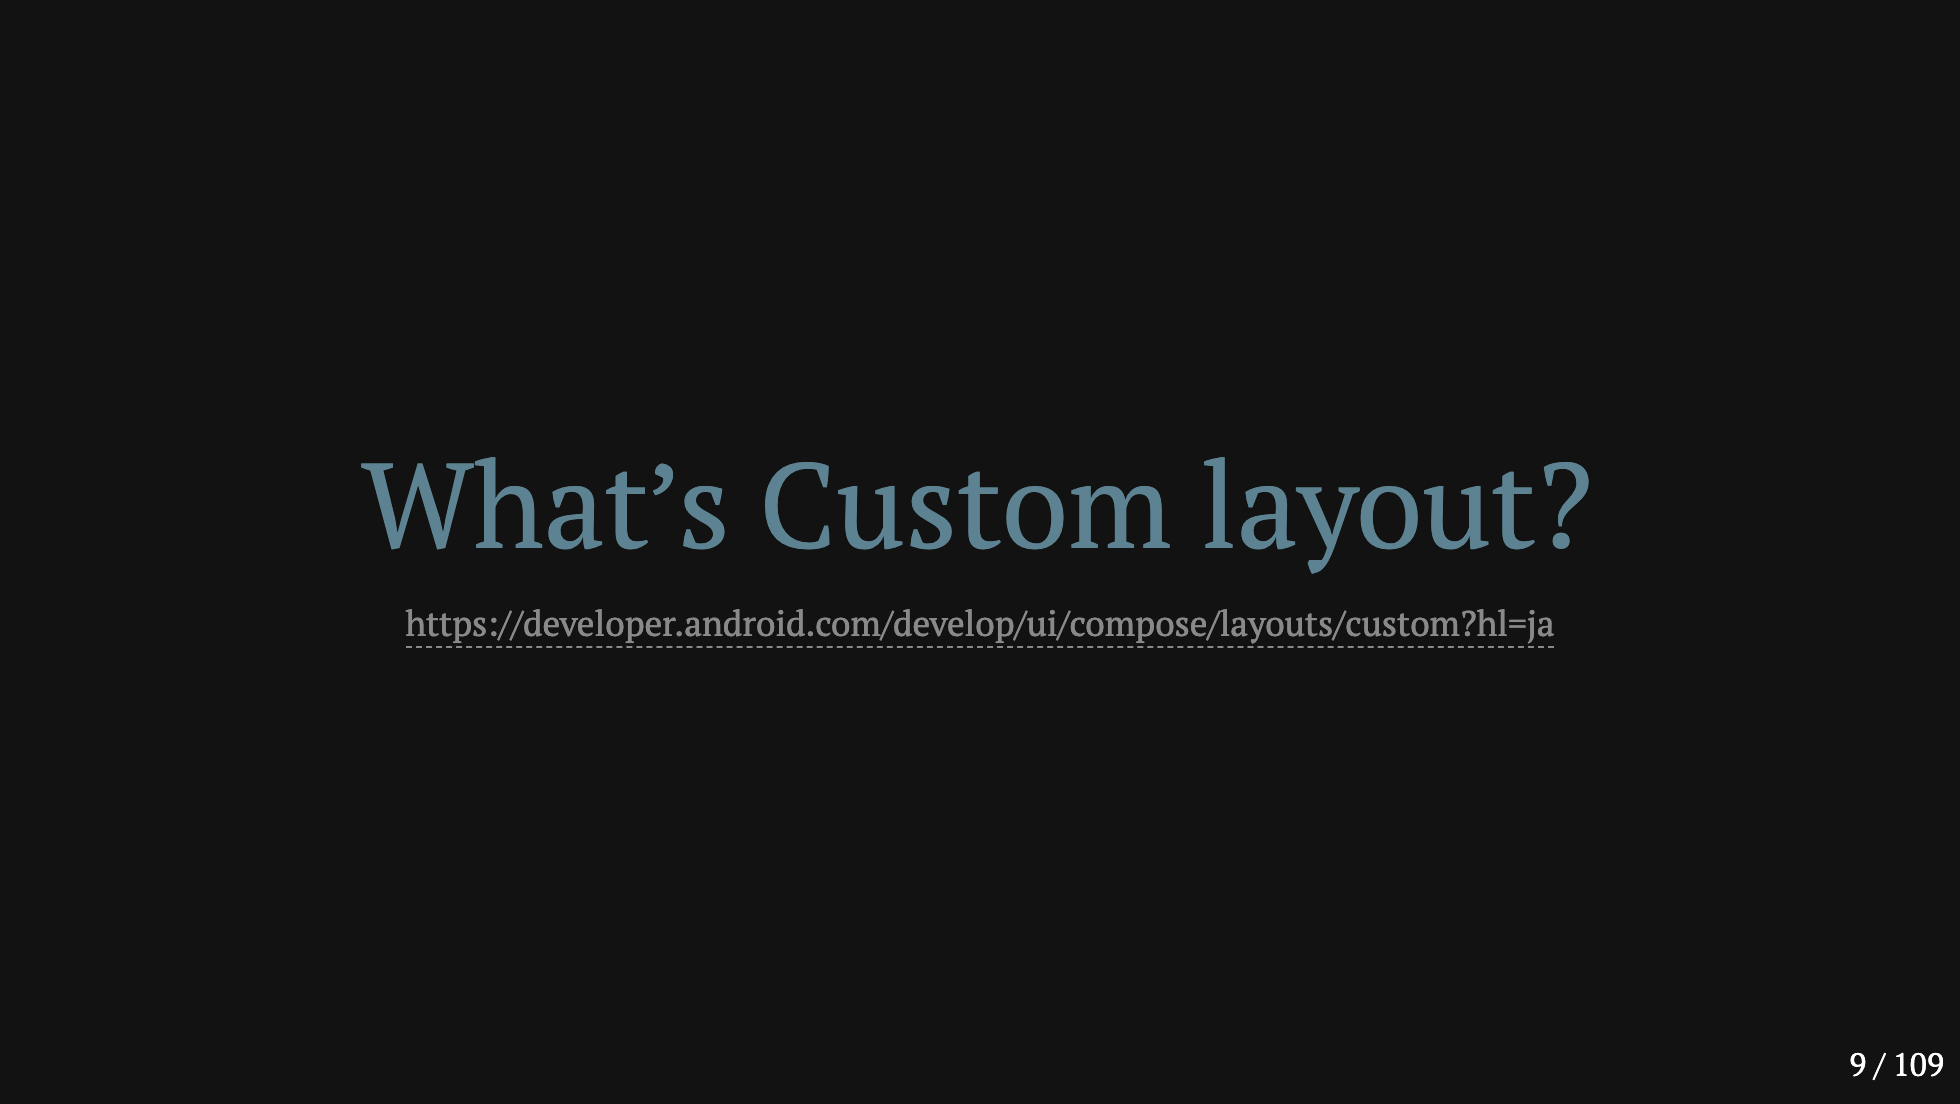 What’s Custom layout?
https://developer.android.com/develop/ui/compose/layouts/custom?hl=ja
9 / 109